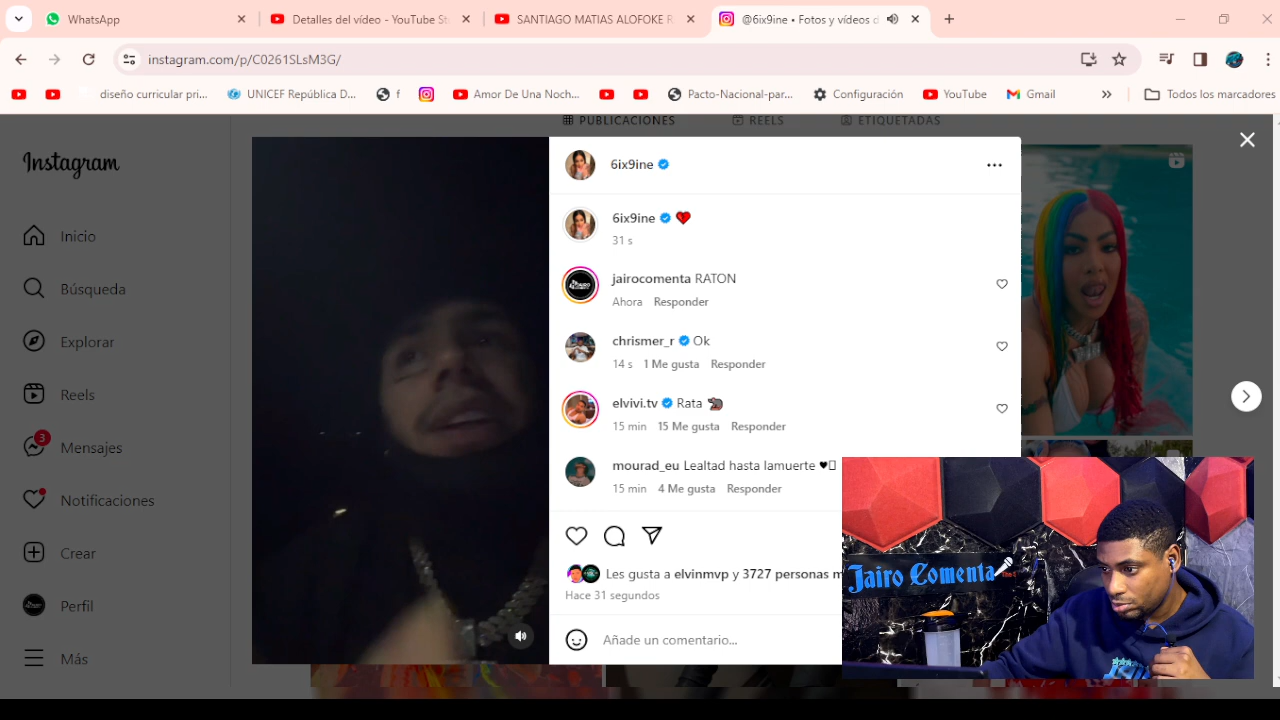 WhatsApp
Detalles del vídeo - YouTube St
SANTIAGO MATIAS ALOFOKE R
@6ix9ine • Fotos y vídeos d
instagram.com/p/C0261SLsM3G/
diseño curricular pri...
UNICEF República D...
f
Amor De Una Noch...
Pacto-Nacional-par...
Configuración
YouTube
Gmail
Todos los marcadores
PUBLICACIONES
REELS
ETIQUETADAS
Instagram
Inicio
Búsqueda
Explorar
Reels
3
Mensajes
Notificaciones
Crear
Perfil
Más
6ix9ine
6ix9ine
31 s
jairocomenta RATON
Ahora Responder
chrismer_r Ok
14 s 1 Me gusta Responder
elvivi.tv Rata 🐀
15 min 15 Me gusta Responder
mourad_eu Lealtad hasta lamuerte ♥
15 min 4 Me gusta Responder
Les gusta a elvinmvp y 3727 personas m
Hace 31 segundos
Añade un comentario...
Jairo Comenta